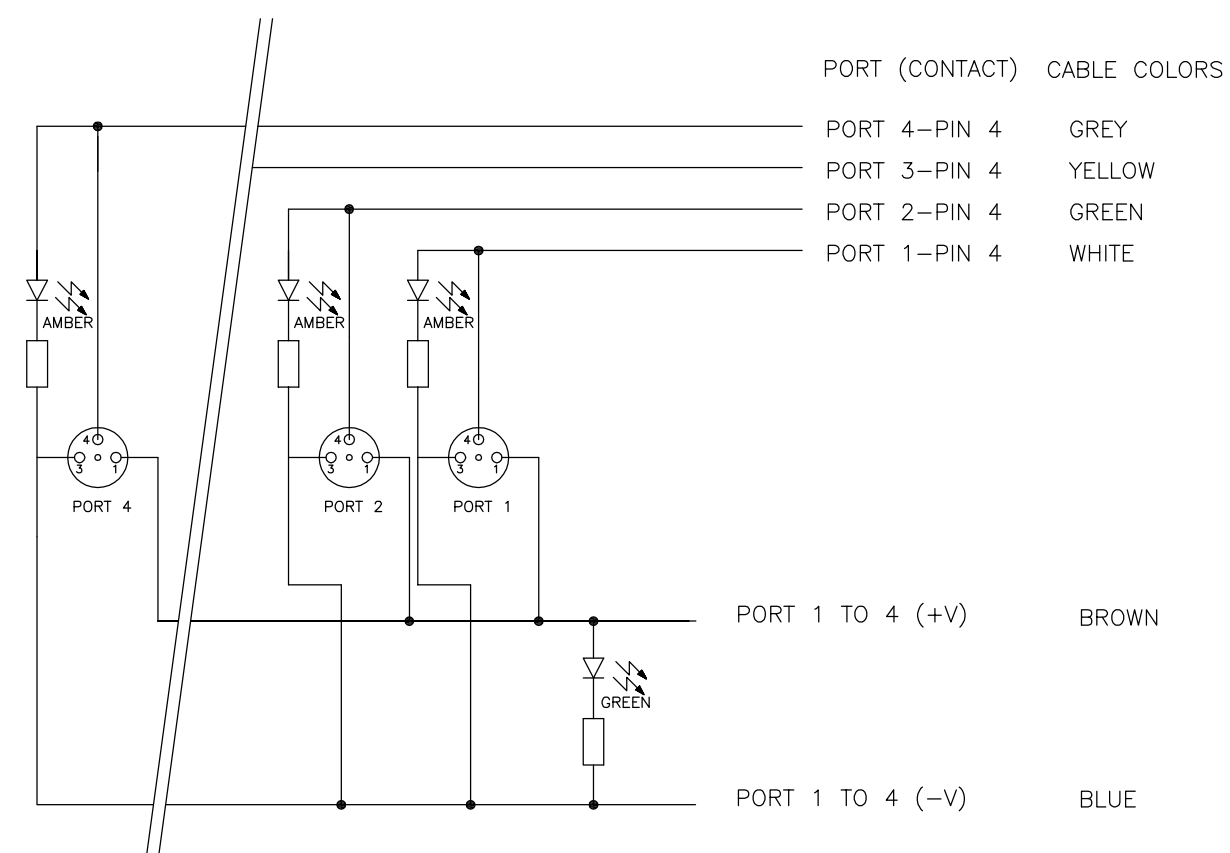 PORT (CONTACT) CABLE COLORS
PORT 4-PIN 4 GREY
PORT 3-PIN 4 YELLOW
PORT 2-PIN 4 GREEN
PORT 1-PIN 4 WHITE
AMBER AMBER AMBER
4 4 4
3 1 3 1 3 1
PORT 4 PORT 2 PORT 1
PORT 1 TO 4 (+V) BROWN
GREEN
PORT 1 TO 4 (-V) BLUE